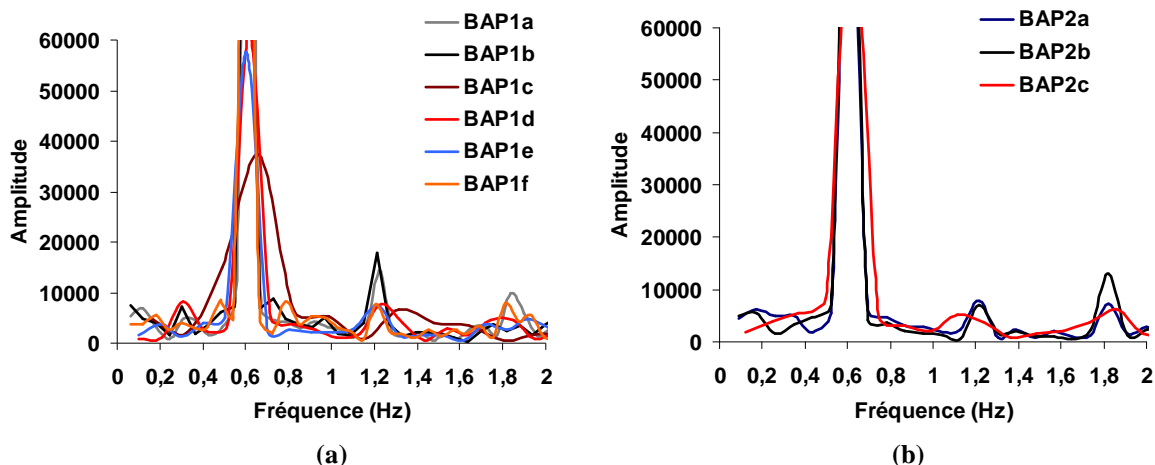 BAP1a
BAP1b
BAP1c
BAP1d
BAP1e
BAP1f
60000
50000
40000
30000
20000
10000
0
Amplitude
0 0,2 0,4 0,6 0,8 1 1,2 1,4 1,6 1,8 2
Fréquence (Hz)
(a)
BAP2a
BAP2b
BAP2c
60000
50000
40000
30000
20000
10000
0
Amplitude
0 0,2 0,4 0,6 0,8 1 1,2 1,4 1,6 1,8 2
Fréquence (Hz)
(b)